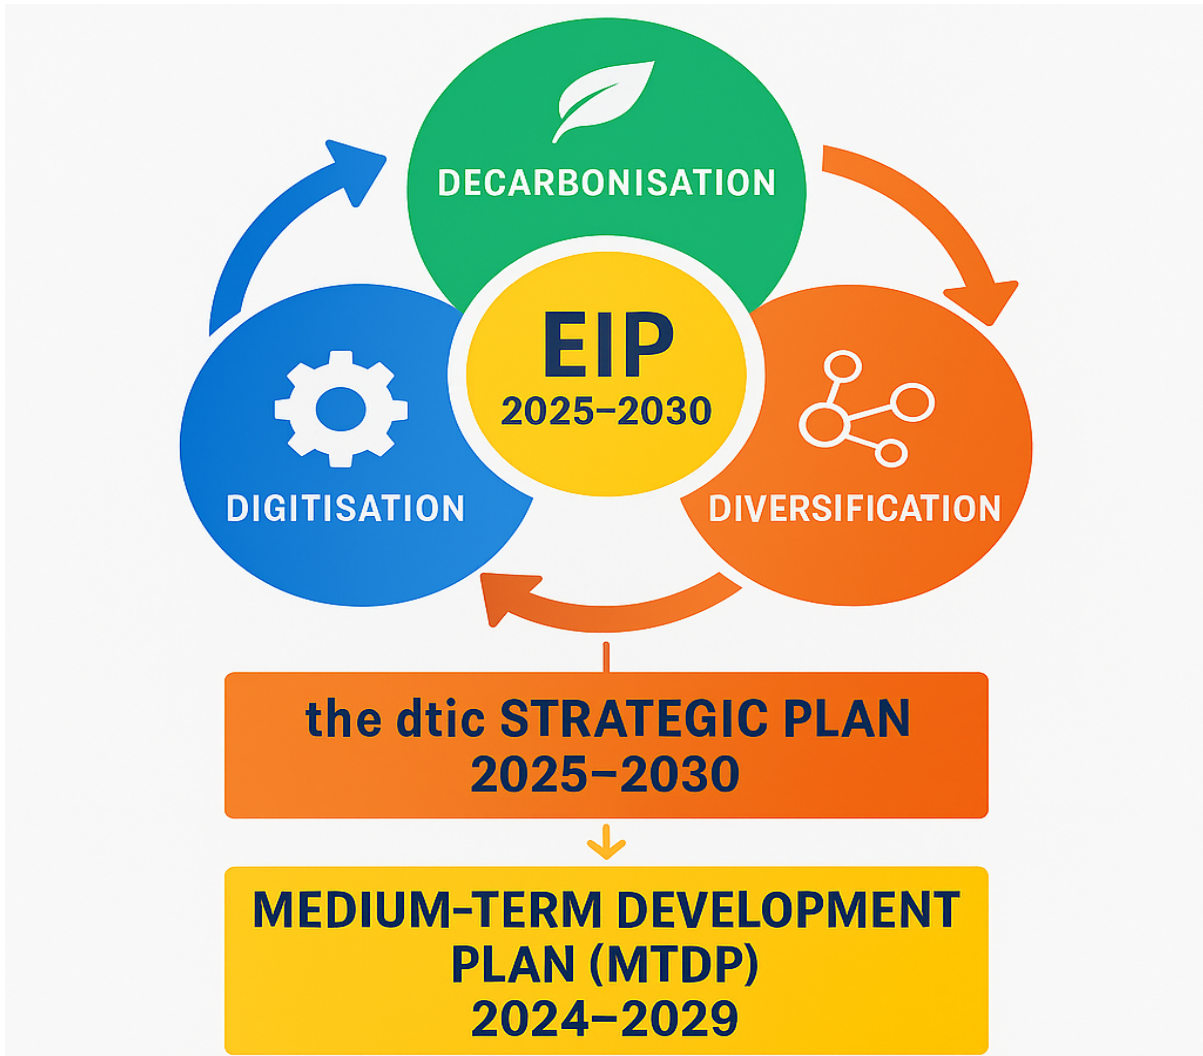 DECARBONISATION
EIP
2025–2030
DIGITISATION
DIVERSIFICATION
the dtic STRATEGIC PLAN
2025–2030
MEDIUM-TERM DEVELOPMENT
PLAN (MTDP)
2024–2029